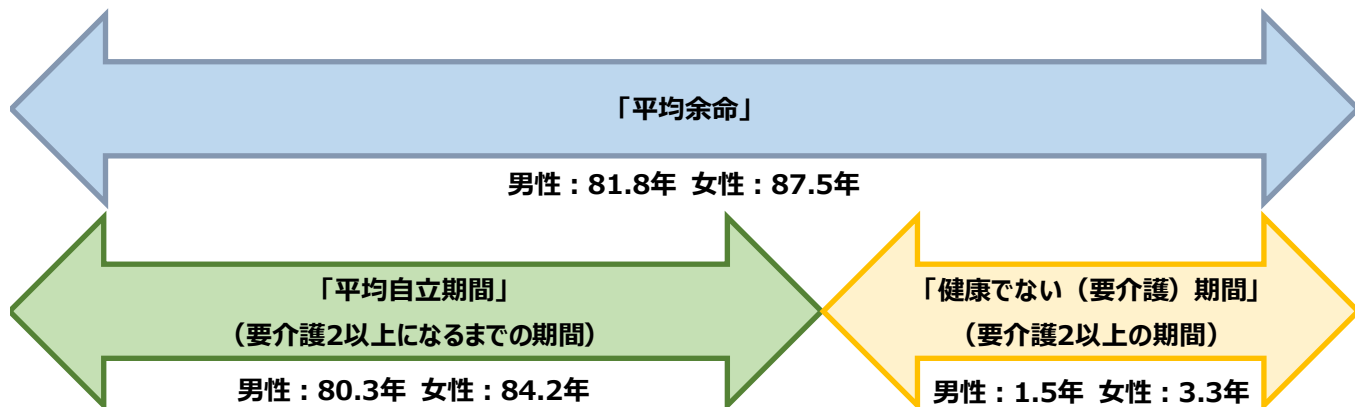 「平均余命」
男性：81.8年 女性：87.5年
「平均自立期間」
（要介護2以上になるまでの期間）
男性：80.3年 女性：84.2年
「健康でない（要介護）期間」
（要介護2以上の期間）
男性：1.5年 女性：3.3年